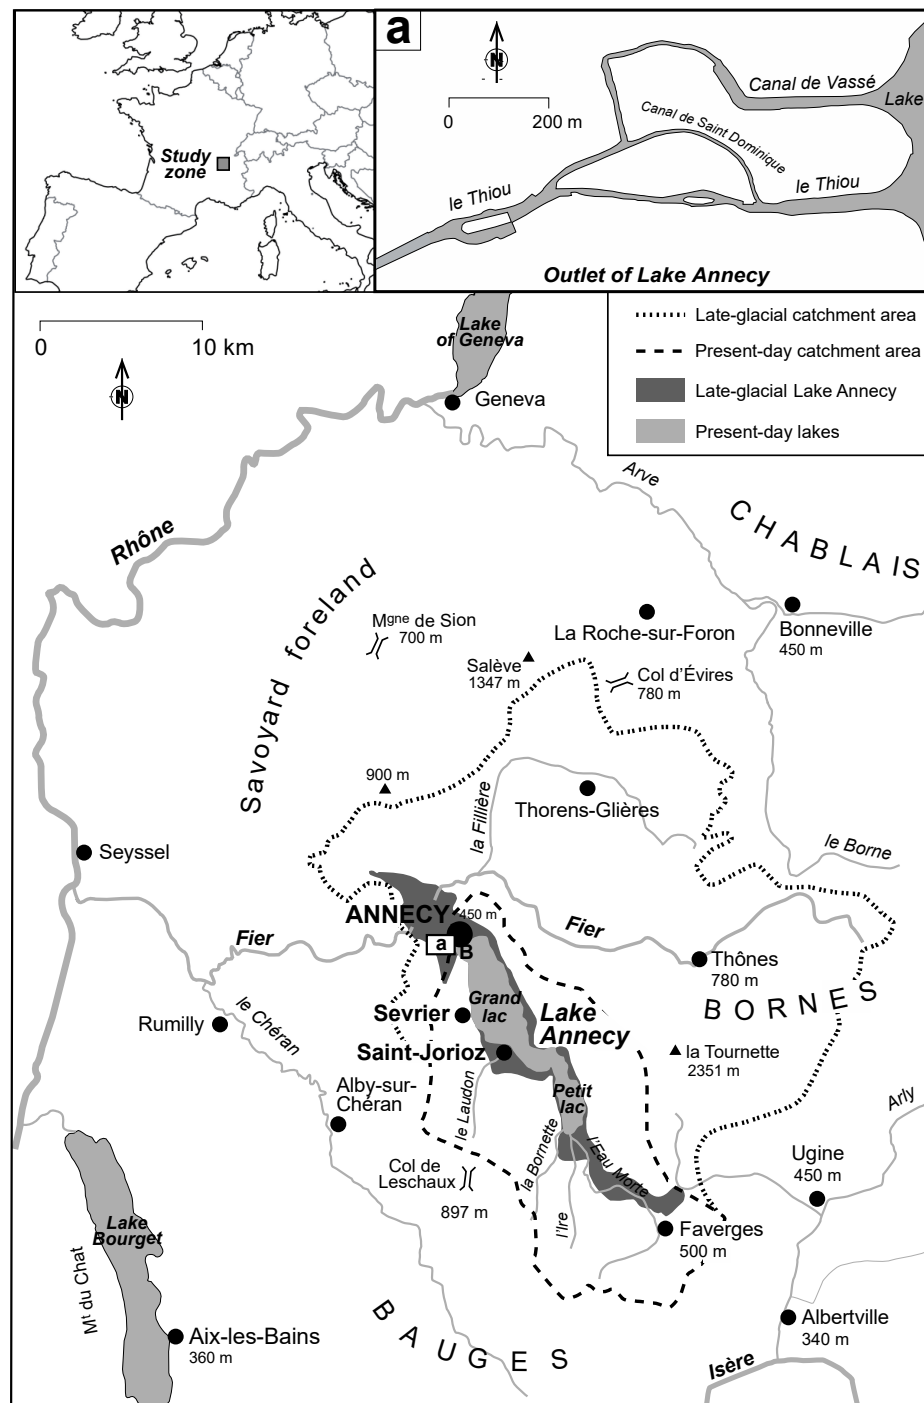 Study
zone
a
N
0
200 m
Canal de Vassé
Lake
Canal de Saint Dominique
le Thiou
le Thiou
Outlet of Lake Annecy
0
10 km
N
Lake
of Geneva
Geneva
Late-glacial catchment area
Present-day catchment area
Late-glacial Lake Annecy
Present-day lakes
Arve
CHABLAIS
Rhône
Savoyard foreland
Mgne de Sion
700 m
La Roche-sur-Foron
Bonneville
450 m
Salève
1347 m
Col d'Évires
780 m
900 m
la Fillière
Thorens-Glières
Seyssel
le Borne
ANNECY
450 m
a
B
Fier
Fier
Thônes
780 m
BORNES
Rumilly
le Chéran
Sevrier
Grand
lac
Lake
Annecy
Saint-Jorioz
la Tournette
2351 m
Alby-sur-
Chéran
le Laudon
Petit
lac
Arly
Col de
Leschaux
897 m
la Bornette
l'Ire
l'Eau Morte
Ugine
450 m
Faverges
500 m
Lake
Bourget
Mt du Chat
Aix-les-Bains
360 m
BAUGES
Albertville
340 m
Isère